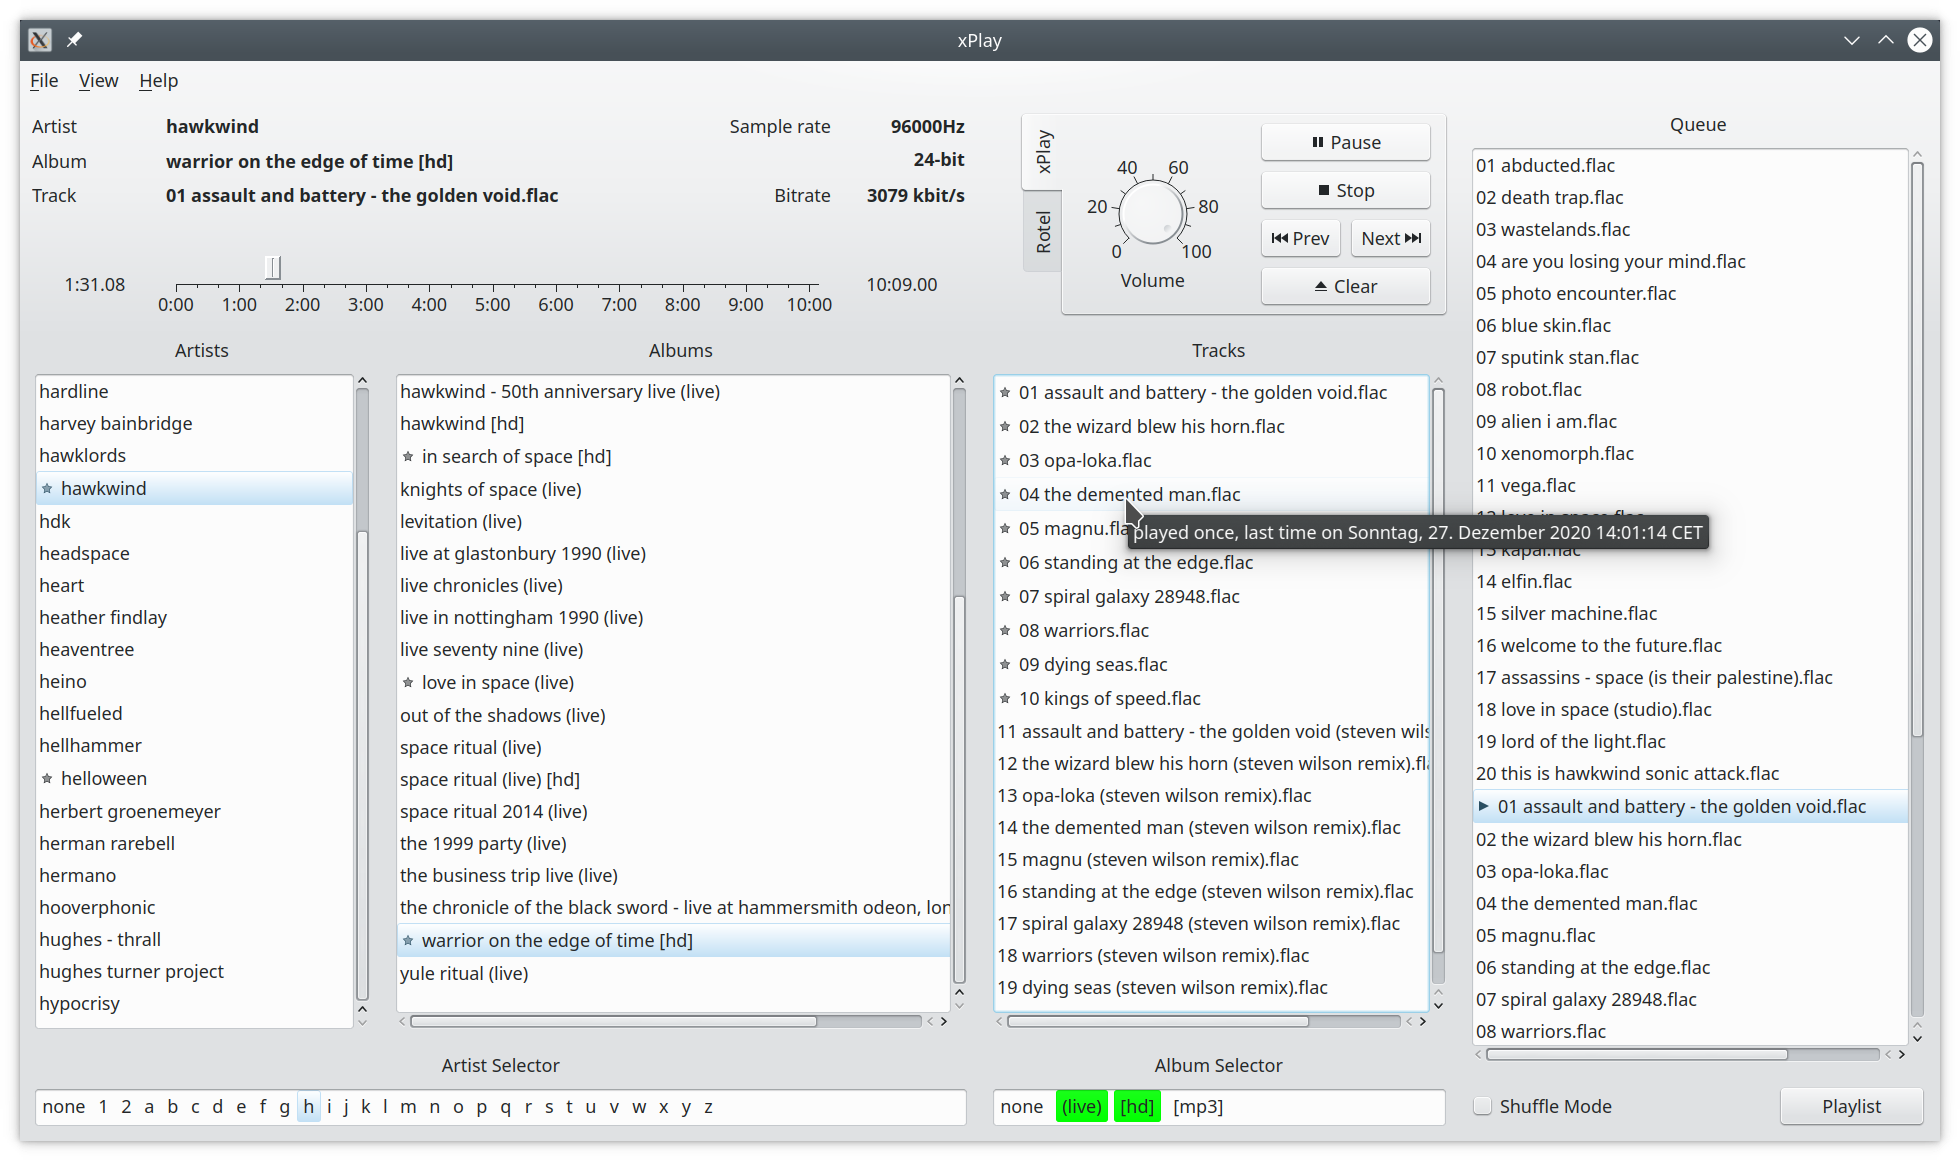 xPlay
File View Help
Artist hawkwind Sample rate 96000Hz
Album warrior on the edge of time [hd] 24-bit
Track 01 assault and battery - the golden void.flac Bitrate 3079 kbit/s
1:31.08 10:09.00
0:00 1:00 2:00 3:00 4:00 5:00 6:00 7:00 8:00 9:00 10:00
xPlay
Rotel
0 20 40 60 80 100
Volume
Pause
Stop
Prev Next
Clear
Artists
hardline
harvey bainbridge
hawklords
hawkwind
hdk
headspace
heart
heather findlay
heaventree
heino
hellfueled
hellhammer
helloween
herbert groenemeyer
herman rarebell
hermano
hooverphonic
hughes - thrall
hughes turner project
hypocrisy
Albums
hawkwind - 50th anniversary live (live)
hawkwind [hd]
in search of space [hd]
knights of space (live)
levitation (live)
live at glastonbury 1990 (live)
live chronicles (live)
live in nottingham 1990 (live)
live seventy nine (live)
love in space (live)
out of the shadows (live)
space ritual (live)
space ritual (live) [hd]
space ritual 2014 (live)
the 1999 party (live)
the business trip live (live)
the chronicle of the black sword - live at hammersmith odeon, lon
warrior on the edge of time [hd]
yule ritual (live)
Tracks
01 assault and battery - the golden void.flac
02 the wizard blew his horn.flac
03 opa-loka.flac
04 the demented man.flac
05 magnu.fla
played once, last time on Sonntag, 27. Dezember 2020 14:01:14 CET
06 standing at the edge.flac
07 spiral galaxy 28948.flac
08 warriors.flac
09 dying seas.flac
10 kings of speed.flac
11 assault and battery - the golden void (steven wils
12 the wizard blew his horn (steven wilson remix).fla
13 opa-loka (steven wilson remix).flac
14 the demented man (steven wilson remix).flac
15 magnu (steven wilson remix).flac
16 standing at the edge (steven wilson remix).flac
17 spiral galaxy 28948 (steven wilson remix).flac
18 warriors (steven wilson remix).flac
19 dying seas (steven wilson remix).flac
Queue
01 abducted.flac
02 death trap.flac
03 wastelands.flac
04 are you losing your mind.flac
05 photo encounter.flac
06 blue skin.flac
07 sputink stan.flac
08 robot.flac
09 alien i am.flac
10 xenomorph.flac
11 vega.flac
14 elfin.flac
15 silver machine.flac
16 welcome to the future.flac
17 assassins - space (is their palestine).flac
18 love in space (studio).flac
19 lord of the light.flac
20 this is hawkwind sonic attack.flac
01 assault and battery - the golden void.flac
02 the wizard blew his horn.flac
03 opa-loka.flac
04 the demented man.flac
05 magnu.flac
06 standing at the edge.flac
07 spiral galaxy 28948.flac
08 warriors.flac
Artist Selector
none 1 2 a b c d e f g h i j k l m n o p q r s t u v w x y z
Album Selector
none (live) [hd] [mp3]
Shuffle Mode
Playlist